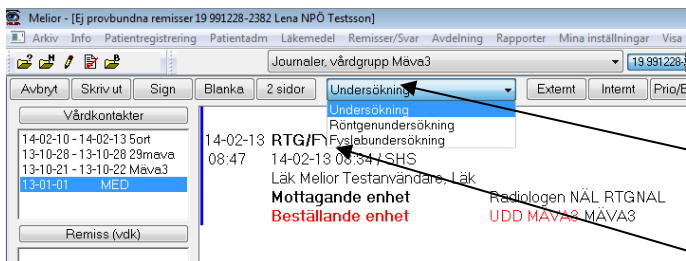 Melior - [Ej provbundna remisser 19 991228-2382 Lena NPÖ Testsson]
Arkiv Info Patientregistrering Patientadm Läkemedel Remisser/Svar Avdelning Rapporter Mina inställningar Visa
Journaler, vårdgrupp Mäva3 19 991228-
Avbryt Skriv ut Sign Blanka 2 sidor Undersökning Externt Internt Prio/E
Vårdkontakter
Undersökning
Röntgenundersökning
Fyslabundersökning
14-02-10 - 14-02-13 5ort
13-10-28 - 13-10-28 29mava
13-10-21 - 13-10-22 Mäva3
13-01-01 MED
14-02-13 RTG/FY
08:47 14-02-13 08:34 / SHS
Läk Melior Testanvändare, Läk
Mottagande enhet Radiologen NÄL RTGNAL
Beställande enhet UDD MÄVA3 MÄVA3
Remiss (vdk)